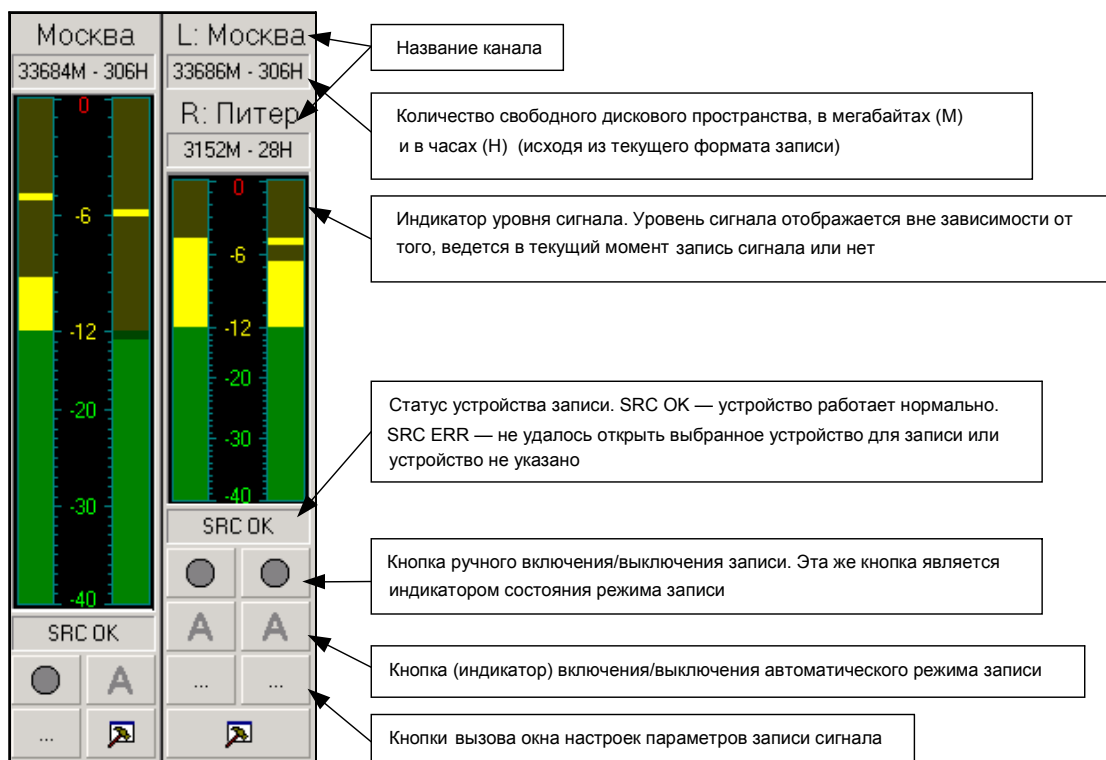 Москва
33684M - 306H
0
-6
-12
-20
-30
-40
SRC OK
A
...
L: Москва
33686M - 306H
R: Питер
3152M - 28H
0
-6
-12
-20
-30
-40
SRC OK
A A
... ...
Название канала
Количество свободного дискового пространства, в мегабайтах (M)
и в часах (H) (исходя из текущего формата записи)
Индикатор уровня сигнала. Уровень сигнала отображается вне зависимости от
того, ведется в текущий момент запись сигнала или нет
Статус устройства записи. SRC OK — устройство работает нормально.
SRC ERR — не удалось открыть выбранное устройство для записи или
устройство не указано
Кнопка ручного включения/выключения записи. Эта же кнопка является
индикатором состояния режима записи
Кнопка (индикатор) включения/выключения автоматического режима записи
Кнопки вызова окна настроек параметров записи сигнала